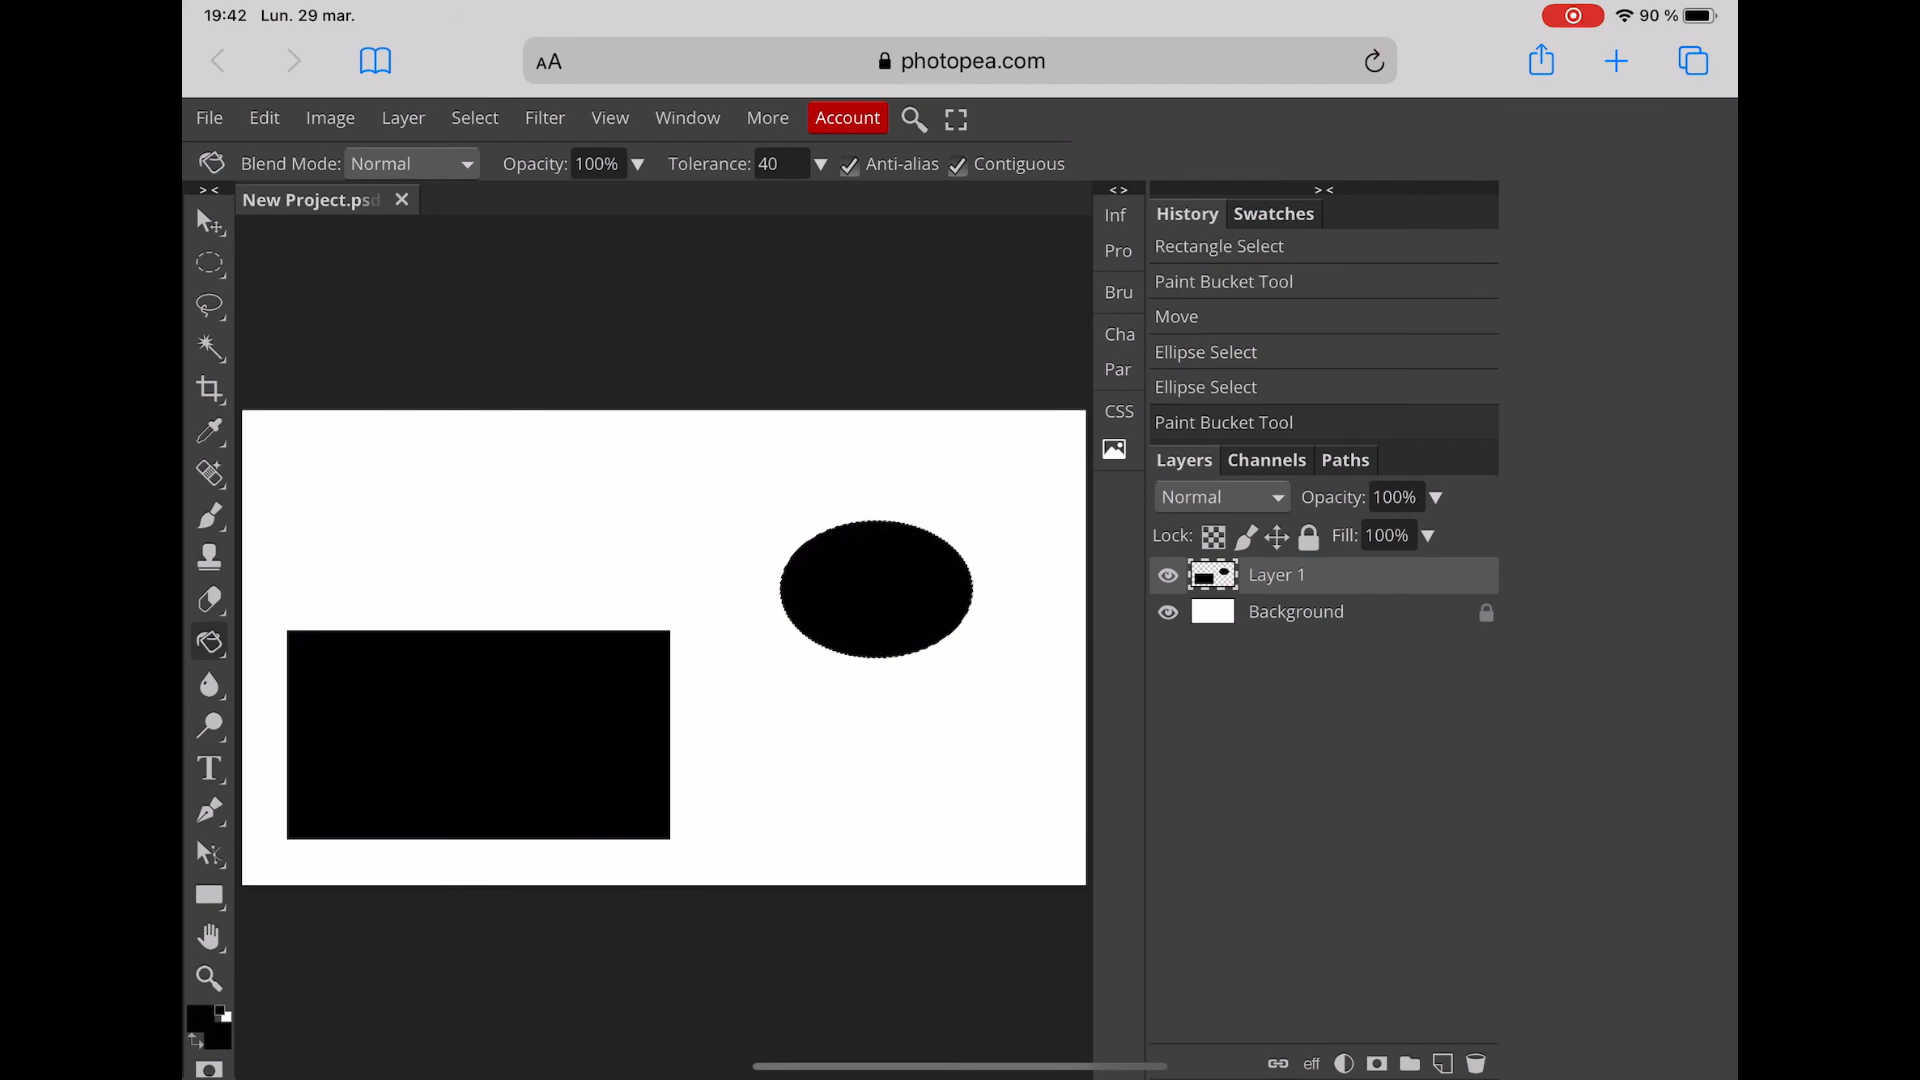 19:42 Lun. 29 mar. 90 %
AA photopea.com
File Edit Image Layer Select Filter View Window More Account
Blend Mode: Normal Opacity: 100% Tolerance: 40 Anti-alias Contiguous
New Project.psd
Inf
Pro
Bru
Cha
Par
CSS
History Swatches
Rectangle Select
Paint Bucket Tool
Move
Ellipse Select
Ellipse Select
Paint Bucket Tool
Layers Channels Paths
Normal Opacity: 100%
Lock: Fill: 100%
Layer 1
Background
eff